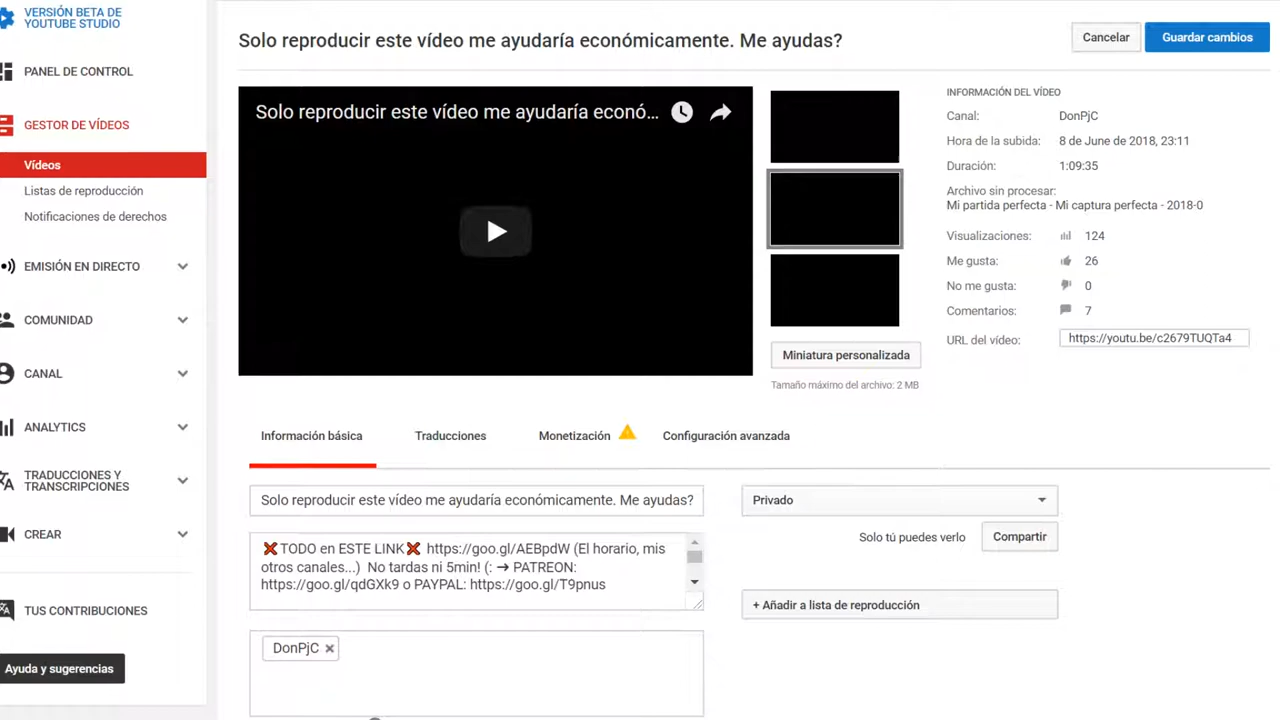 VERSIÓN BETA DE
YOUTUBE STUDIO
PANEL DE CONTROL
GESTOR DE VÍDEOS
Vídeos
Listas de reproducción
Notificaciones de derechos
EMISIÓN EN DIRECTO
COMUNIDAD
CANAL
ANALYTICS
TRADUCCIONES Y
TRANSCRIPCIONES
CREAR
TUS CONTRIBUCIONES
Ayuda y sugerencias
Solo reproducir este vídeo me ayudaría económicamente. Me ayudas?
Cancelar
Guardar cambios
Solo reproducir este vídeo me ayudaría econó...
Miniatura personalizada
Tamaño máximo del archivo: 2 MB
INFORMACIÓN DEL VÍDEO
Canal: DonPjC
Hora de la subida: 8 de June de 2018, 23:11
Duración: 1:09:35
Archivo sin procesar:
Mi partida perfecta - Mi captura perfecta - 2018-0
Visualizaciones: 124
Me gusta: 26
No me gusta: 0
Comentarios: 7
URL del vídeo: https://youtu.be/c2679TUQTa4
Información básica
Traducciones
Monetización
Configuración avanzada
Solo reproducir este vídeo me ayudaría económicamente. Me ayudas?
❌TODO en ESTE LINK❌ https://goo.gl/AEBpdW (El horario, mis
otros canales...) No tardas ni 5min! (: ➔ PATREON:
https://goo.gl/qdGXk9 o PAYPAL: https://goo.gl/T9pnus
DonPjC ×
Privado
Solo tú puedes verlo
Compartir
+ Añadir a lista de reproducción